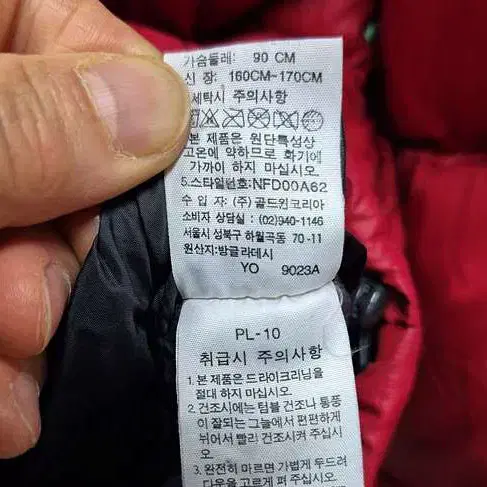 가슴둘레: 90 CM
신 장: 160CM~170CM
세탁시 주의사항
본 제품은 원단특성상
고온에 약하므로 화기에
가까이 하지 마십시오.
5.스타일번호:NFD00A62
수 입 자 : (주) 골드윈코리아
소비자 상담실 : (02)940-1146
서울시 성북구 하월곡동 70-11
원산지:방글라데시
YO 9023A
PL-10
취급시 주의사항
1.본 제품은 드라이크리닝을
절대 하지 마십시오.
2.건조시에는 텀블 건조나 통풍
이 잘되는 그늘에서 편편하게
뉘어서 빨리 건조시켜 주십시
오.
3.완전히 마르면 가볍게 두드려
다운을 고르게